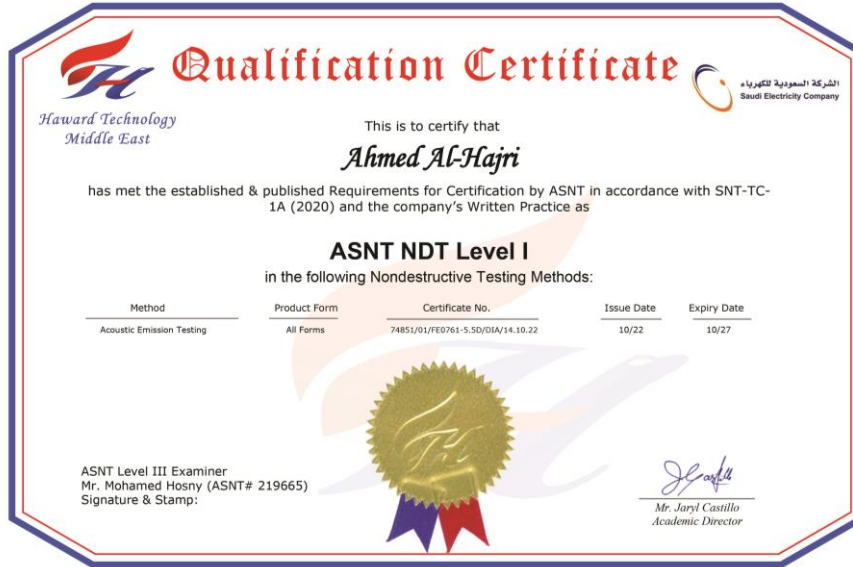 Qualification Certificate
Haward Technology
Middle East
الشركة السعودية للكهرباء
Saudi Electricity Company
This is to certify that
Ahmed Al-Hajri
has met the established & published Requirements for Certification by ASNT in accordance with SNT-TC-
1A (2020) and the company's Written Practice as
ASNT NDT Level I
in the following Nondestructive Testing Methods:
Method Product Form Certificate No. Issue Date Expiry Date
Acoustic Emission Testing All Forms 74851/01/FE0761-5.5D/DIA/14.10.22 10/22 10/27
ASNT Level III Examiner
Mr. Mohamed Hosny (ASNT# 219665)
Signature & Stamp:
Mr. Jaryl Castillo
Academic Director